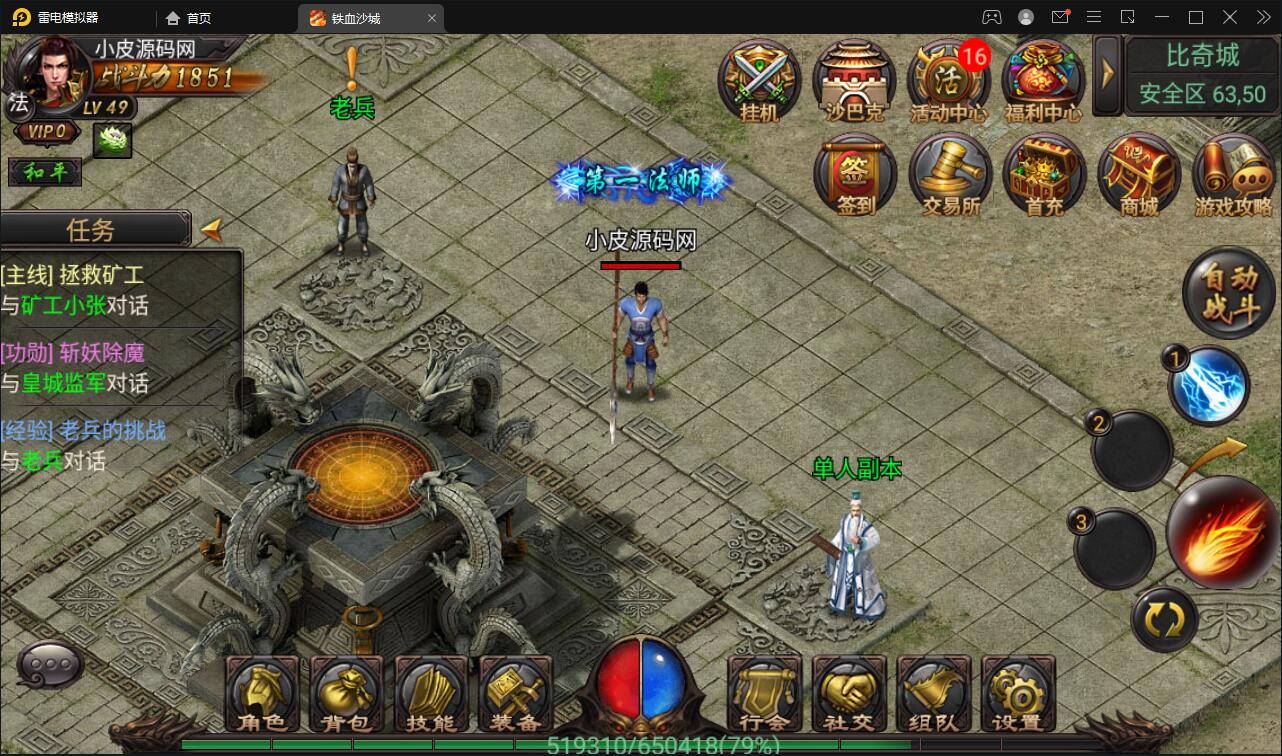 雷电模拟器
首页
铁血沙城
小皮源码网
战斗力1851
法
LV 49
VIP 0
和平
老兵
挂机
沙巴克
活
16
活动中心
福利中心
比奇城
安全区 63,50
签
签到
交易所
首充
商城
游戏攻略
任务
[主线] 拯救矿工
与矿工小张对话
[功勋] 斩妖除魔
与皇城监军对话
[经验] 老兵的挑战
与老兵对话
第一法师
小皮源码网
单人副本
自动
战斗
1
2
3
角色
背包
技能
装备
行会
社交
组队
设置
519310/650418(79%)